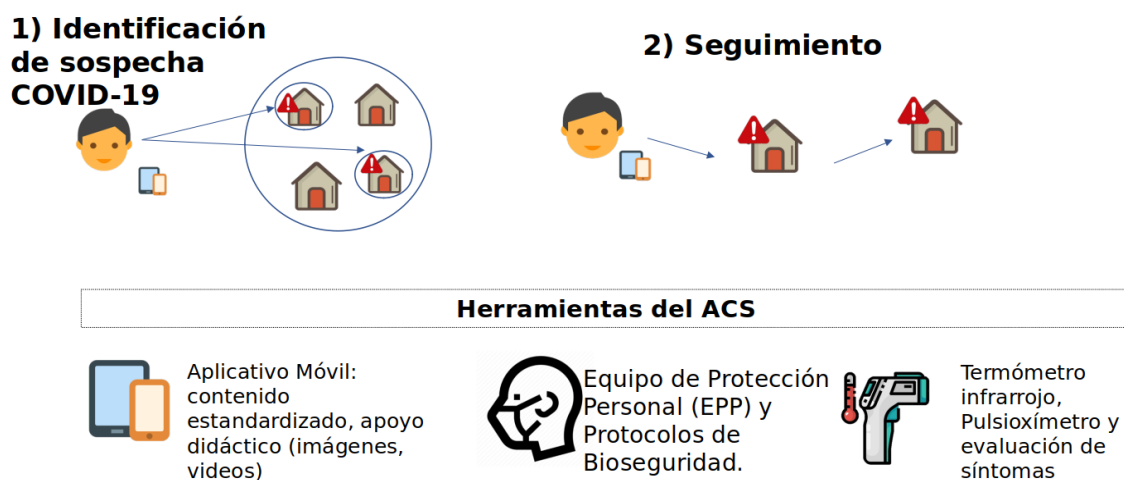 1) Identificación
de sospecha
COVID-19
2) Seguimiento
Herramientas del ACS
Aplicativo Móvil:
contenido
estandardizado, apoyo
didáctico (imágenes,
videos)
Equipo de Protección
Personal (EPP) y
Protocolos de
Bioseguridad.
Termómetro
infrarrojo,
Pulsioxímetro y
evaluación de
síntomas